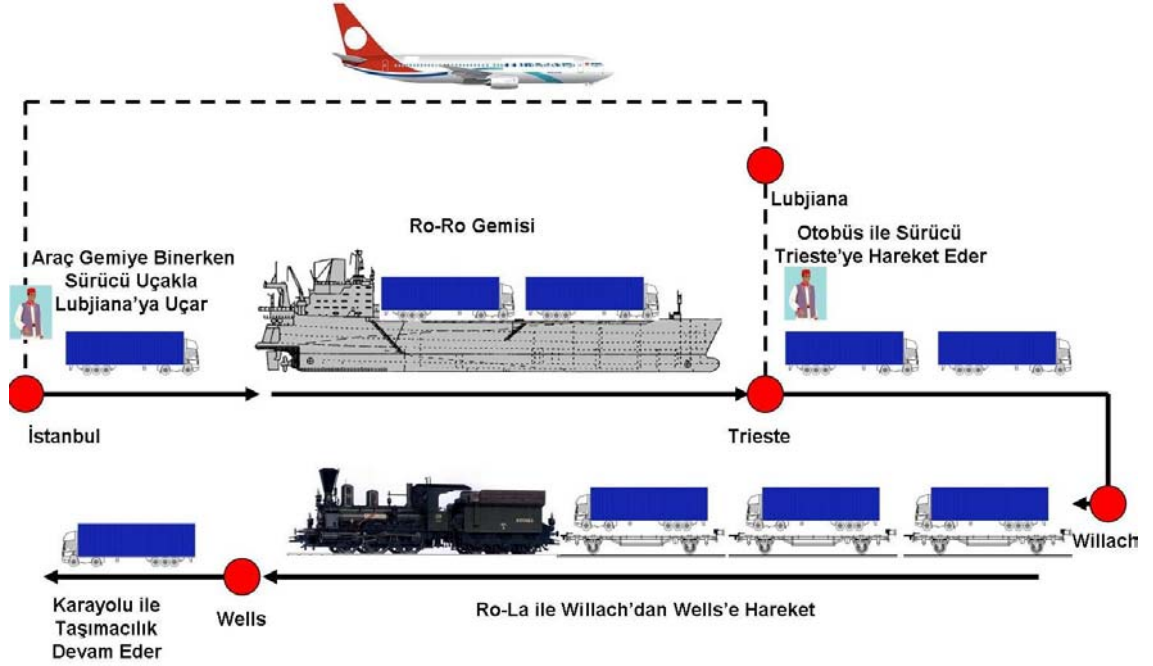 Lubjiana
Ro-Ro Gemisi
Araç Gemiye Binerken
Sürücü Uçakla
Lubjiana'ya Uçar
Otobüs ile Sürücü
Trieste'ye Hareket Eder
İstanbul
Trieste
Willach
Ro-La ile Willach'dan Wells'e Hareket
Wells
Karayolu ile
Taşımacılık
Devam Eder